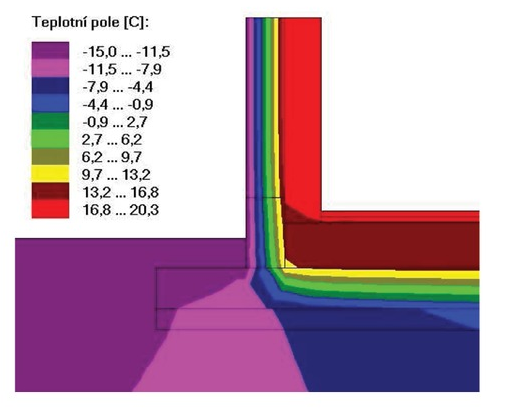 Teplotní pole [C]:
-15,0 ... -11,5
-11,5 ... -7,9
-7,9 ... -4,4
-4,4 ... -0,9
-0,9 ... 2,7
2,7 ... 6,2
6,2 ... 9,7
9,7 ... 13,2
13,2 ... 16,8
16,8 ... 20,3